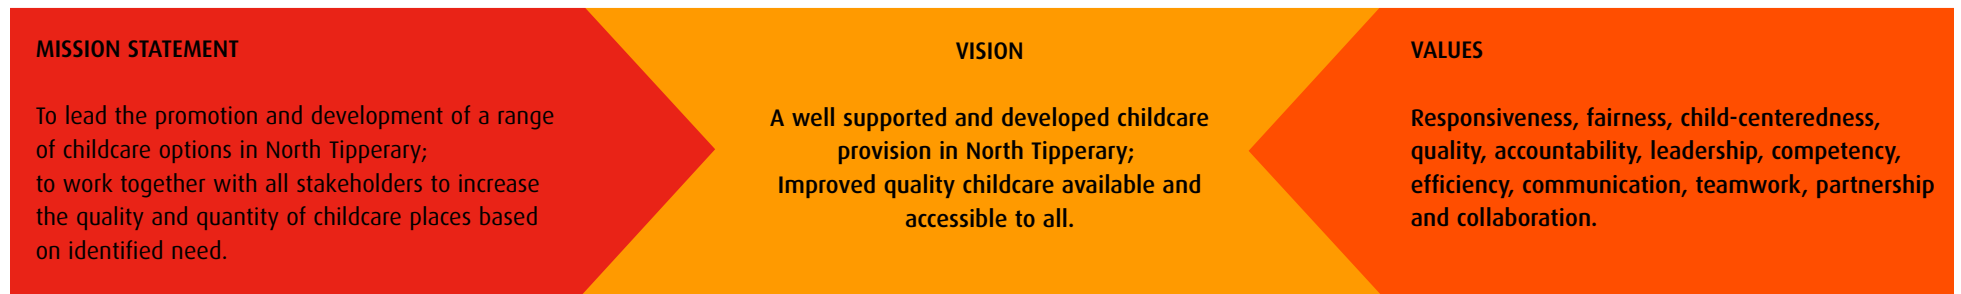 MISSION STATEMENT
To lead the promotion and development of a range
of childcare options in North Tipperary;
to work together with all stakeholders to increase
the quality and quantity of childcare places based
on identified need.
VISION
A well supported and developed childcare
provision in North Tipperary;
Improved quality childcare available and
accessible to all.
VALUES
Responsiveness, fairness, child-centeredness,
quality, accountability, leadership, competency,
efficiency, communication, teamwork, partnership
and collaboration.